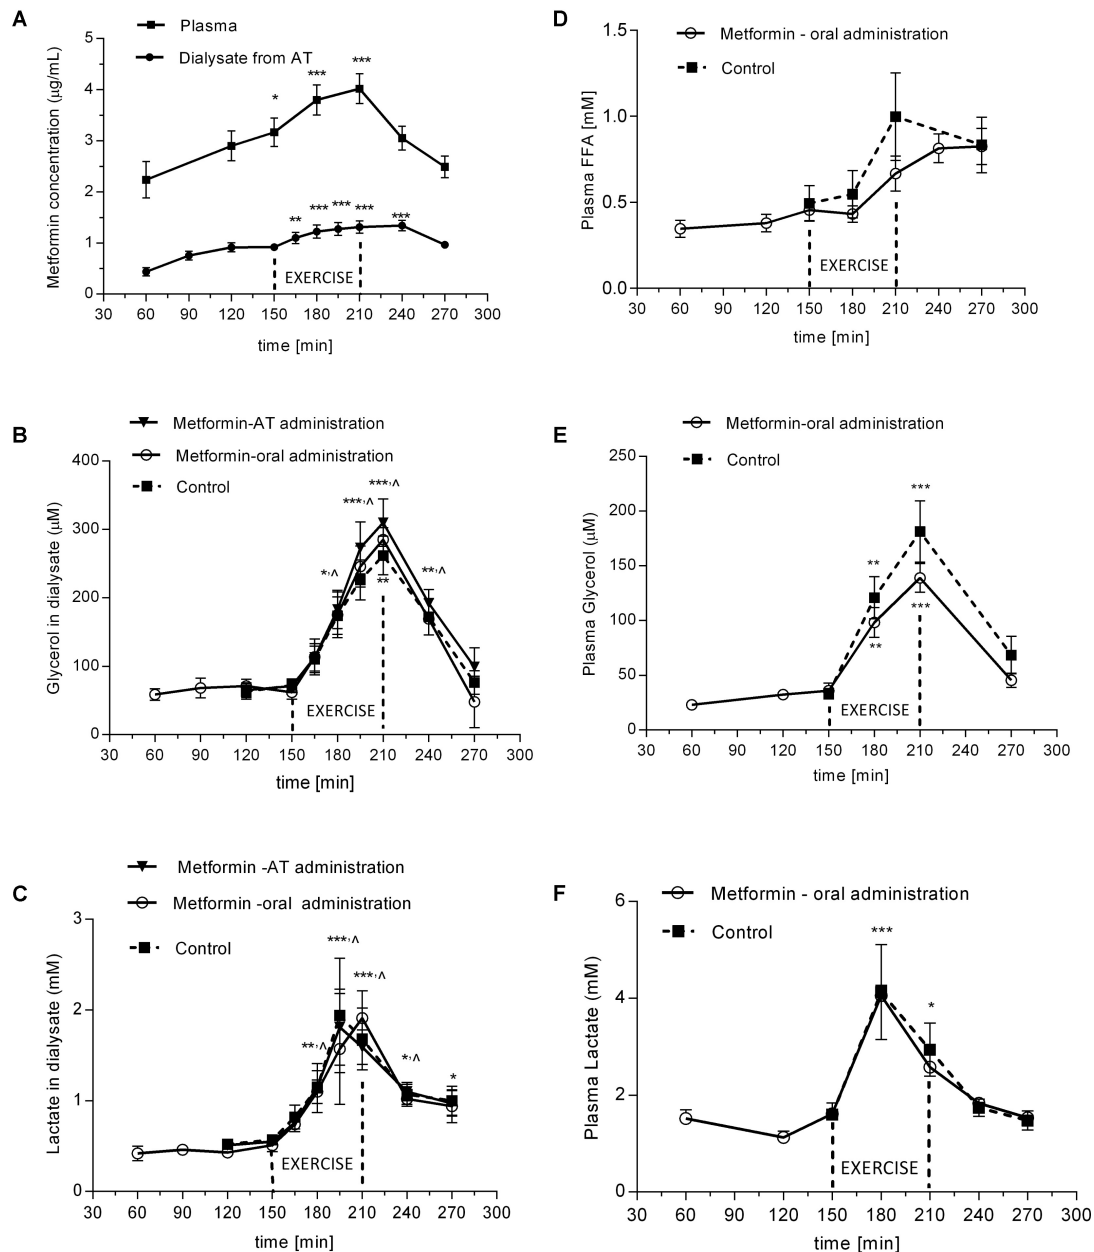 A
Plasma
Dialysate from AT
Metformin concentration (µg/mL)
5
4
3
2
1
0
*
***
***
**
***
***
***
***
EXERCISE
30 60 90 120 150 180 210 240 270 300
time [min]
D
Metformin - oral administration
Control
Plasma FFA [mM]
1.5
1.0
0.5
0.0
EXERCISE
30 60 90 120 150 180 210 240 270 300
time [min]
B
Metformin-AT administration
Metformin-oral administration
Control
Glycerol in dialysate (µM)
400
300
200
100
0
*,^
***,^
***,^
**
**,^
EXERCISE
30 60 90 120 150 180 210 240 270 300
time [min]
E
Metformin-oral administration
Control
Plasma Glycerol (µM)
250
200
150
100
50
0
**
***
**
***
EXERCISE
30 60 90 120 150 180 210 240 270 300
time [min]
C
Metformin -AT administration
Metformin -oral administration
Control
Lactate in dialysate (mM)
3
2
1
0
**,^
***,^
***,^
*,^
*
EXERCISE
30 60 90 120 150 180 210 240 270 300
time [min]
F
Metformin - oral administration
Control
Plasma Lactate (mM)
6
4
2
0
***
*
EXERCISE
30 60 90 120 150 180 210 240 270 300
time [min]